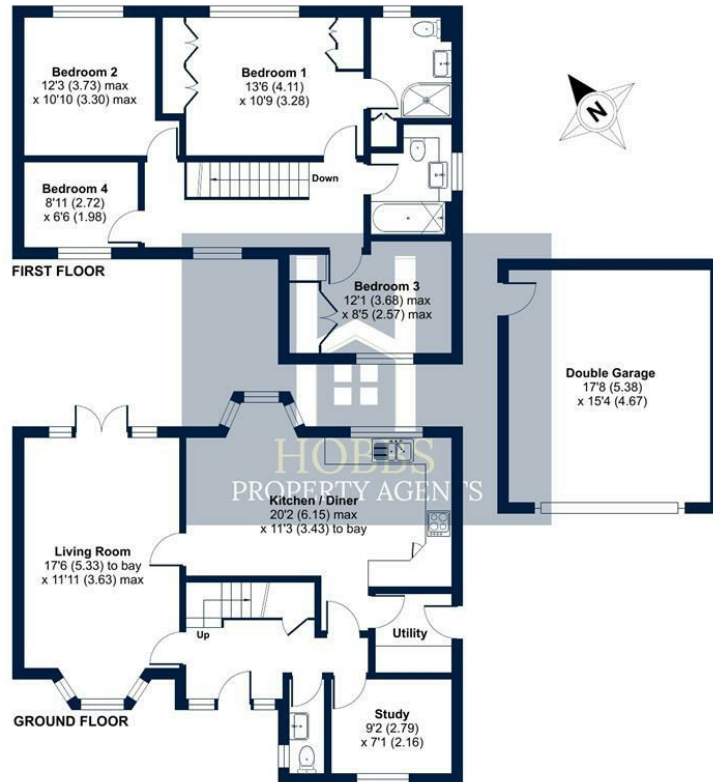 Bedroom 2
12'3 (3.73) max
x 10'10 (3.30) max
Bedroom 1
13'6 (4.11)
x 10'9 (3.28)
N
Bedroom 4
8'11 (2.72)
x 6'6 (1.98)
Down
FIRST FLOOR
Bedroom 3
12'1 (3.68) max
x 8'5 (2.57) max
Double Garage
17'8 (5.38)
x 15'4 (4.67)
HOBBS
PROPERTY AGENTS
Kitchen / Diner
20'2 (6.15) max
x 11'3 (3.43) to bay
Living Room
17'6 (5.33) to bay
x 11'11 (3.63) max
Up
Utility
GROUND FLOOR
Study
9'2 (2.79)
x 7'1 (2.16)